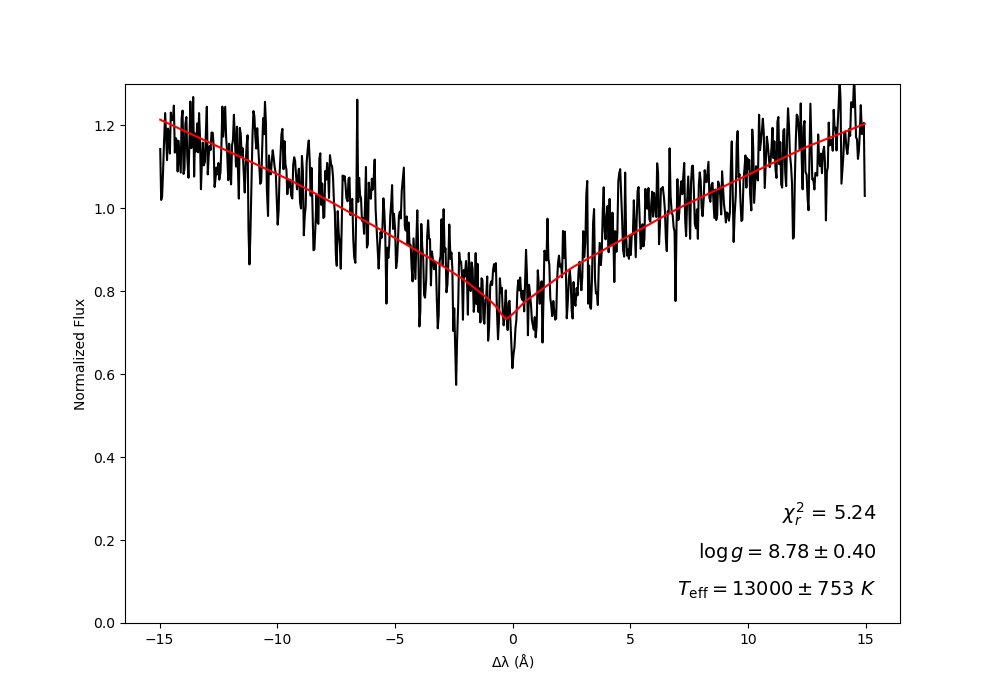 Normalized Flux
1.2
1.0
0.8
0.6
0.4
0.2
0.0
χ²ᵣ = 5.24
log g = 8.78 ± 0.40
T_eff = 13000 ± 753 K
−15
−10
−5
0
5
10
15
Δλ (Å)